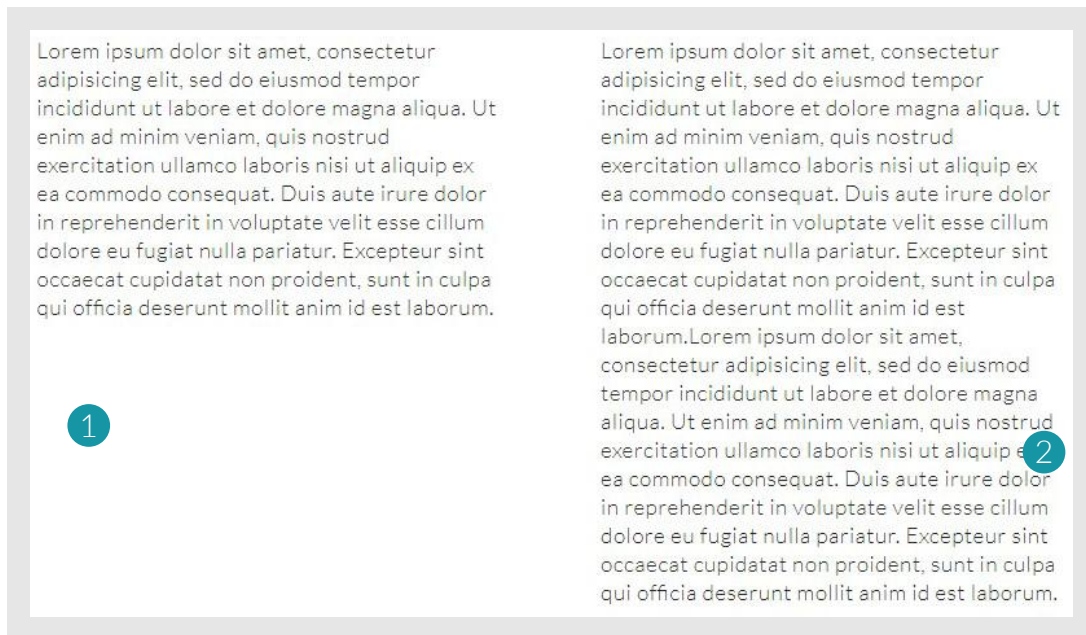 Lorem ipsum dolor sit amet, consectetur
adipisicing elit, sed do eiusmod tempor
incididunt ut labore et dolore magna aliqua. Ut
enim ad minim veniam, quis nostrud
exercitation ullamco laboris nisi ut aliquip ex
ea commodo consequat. Duis aute irure dolor
in reprehenderit in voluptate velit esse cillum
dolore eu fugiat nulla pariatur. Excepteur sint
occaecat cupidatat non proident, sunt in culpa
qui officia deserunt mollit anim id est laborum.
1
Lorem ipsum dolor sit amet, consectetur
adipisicing elit, sed do eiusmod tempor
incididunt ut labore et dolore magna aliqua. Ut
enim ad minim veniam, quis nostrud
exercitation ullamco laboris nisi ut aliquip ex
ea commodo consequat. Duis aute irure dolor
in reprehenderit in voluptate velit esse cillum
dolore eu fugiat nulla pariatur. Excepteur sint
occaecat cupidatat non proident, sunt in culpa
qui officia deserunt mollit anim id est
laborum.Lorem ipsum dolor sit amet,
consectetur adipisicing elit, sed do eiusmod
tempor incididunt ut labore et dolore magna
aliqua. Ut enim ad minim veniam, quis nostrud
exercitation ullamco laboris nisi ut aliquip
2
ea commodo consequat. Duis aute irure dolor
in reprehenderit in voluptate velit esse cillum
dolore eu fugiat nulla pariatur. Excepteur sint
occaecat cupidatat non proident, sunt in culpa
qui officia deserunt mollit anim id est laborum.